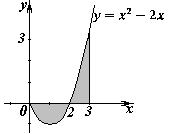 y
y = x² − 2x
3
0
2
3
x